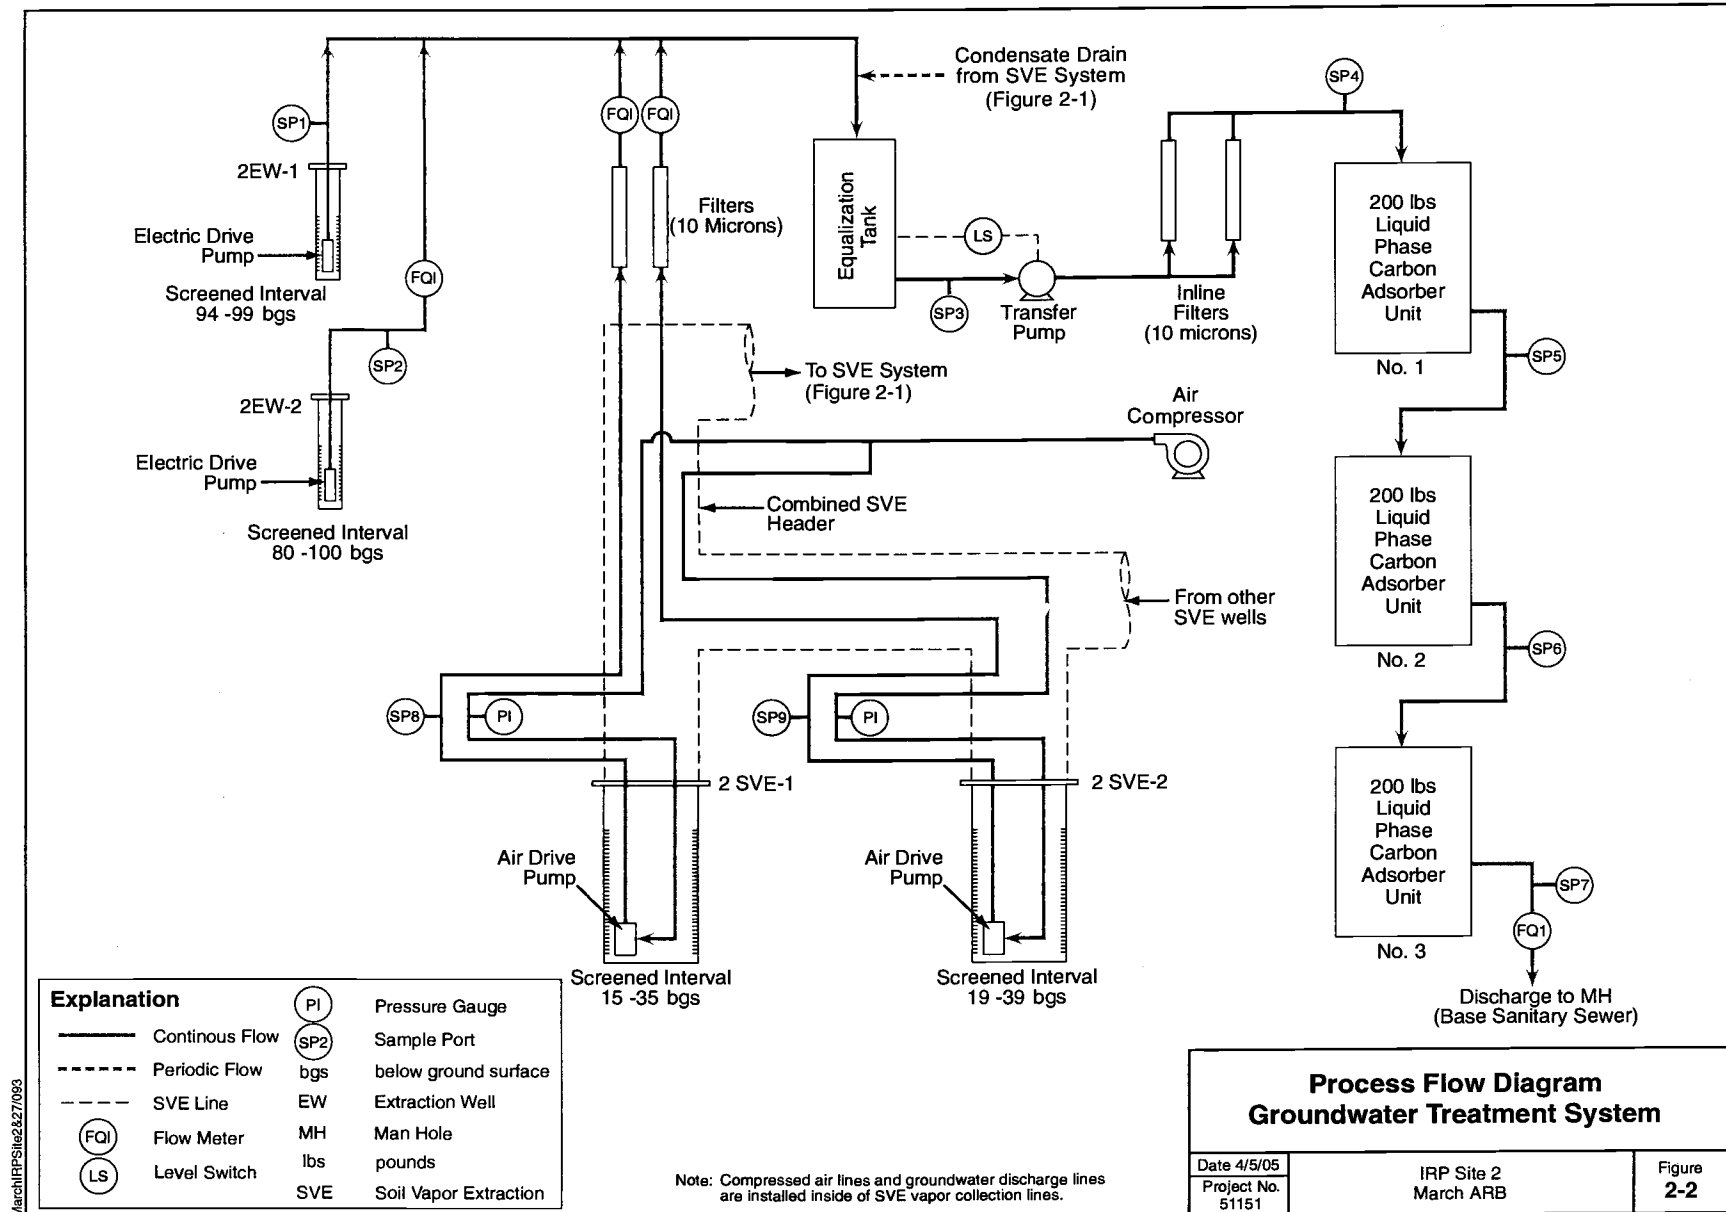 Condensate Drain
from SVE System
(Figure 2-1)
SP4
SP1
FQI
FQI
2EW-1
Filters
(10 Microns)
Equalization
Tank
LS
200 lbs
Liquid
Phase
Carbon
Adsorber
Unit
No. 1
Electric Drive
Pump
FQI
Screened Interval
94 -99 bgs
SP3
Transfer
Pump
Inline
Filters
(10 microns)
SP2
SP5
To SVE System
(Figure 2-1)
Air
Compressor
2EW-2
Electric Drive
Pump
Combined SVE
Header
Screened Interval
80 -100 bgs
200 lbs
Liquid
Phase
Carbon
Adsorber
Unit
No. 2
From other
SVE wells
SP6
SP8
PI
SP9
PI
2 SVE-1
2 SVE-2
200 lbs
Liquid
Phase
Carbon
Adsorber
Unit
No. 3
Air Drive
Pump
Air Drive
Pump
SP7
FQ1
Screened Interval
15 -35 bgs
Screened Interval
19 -39 bgs
Discharge to MH
(Base Sanitary Sewer)
Explanation
Continous Flow
Periodic Flow
SVE Line
FQI Flow Meter
LS Level Switch
PI Pressure Gauge
SP2 Sample Port
bgs below ground surface
EW Extraction Well
MH Man Hole
lbs pounds
SVE Soil Vapor Extraction
Note: Compressed air lines and groundwater discharge lines
are installed inside of SVE vapor collection lines.
Process Flow Diagram
Groundwater Treatment System
Date 4/5/05
Project No.
51151
IRP Site 2
March ARB
Figure
2-2
MarchIRPSite2&27/093